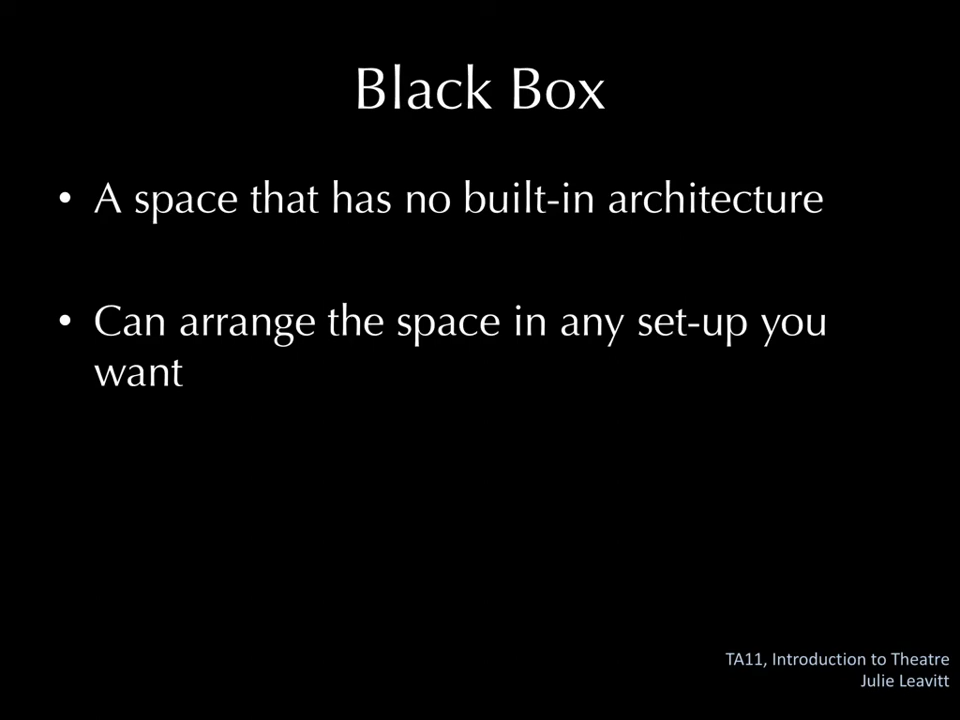 Black Box
• A space that has no built-in architecture
• Can arrange the space in any set-up you
want
TA11, Introduction to Theatre
Julie Leavitt